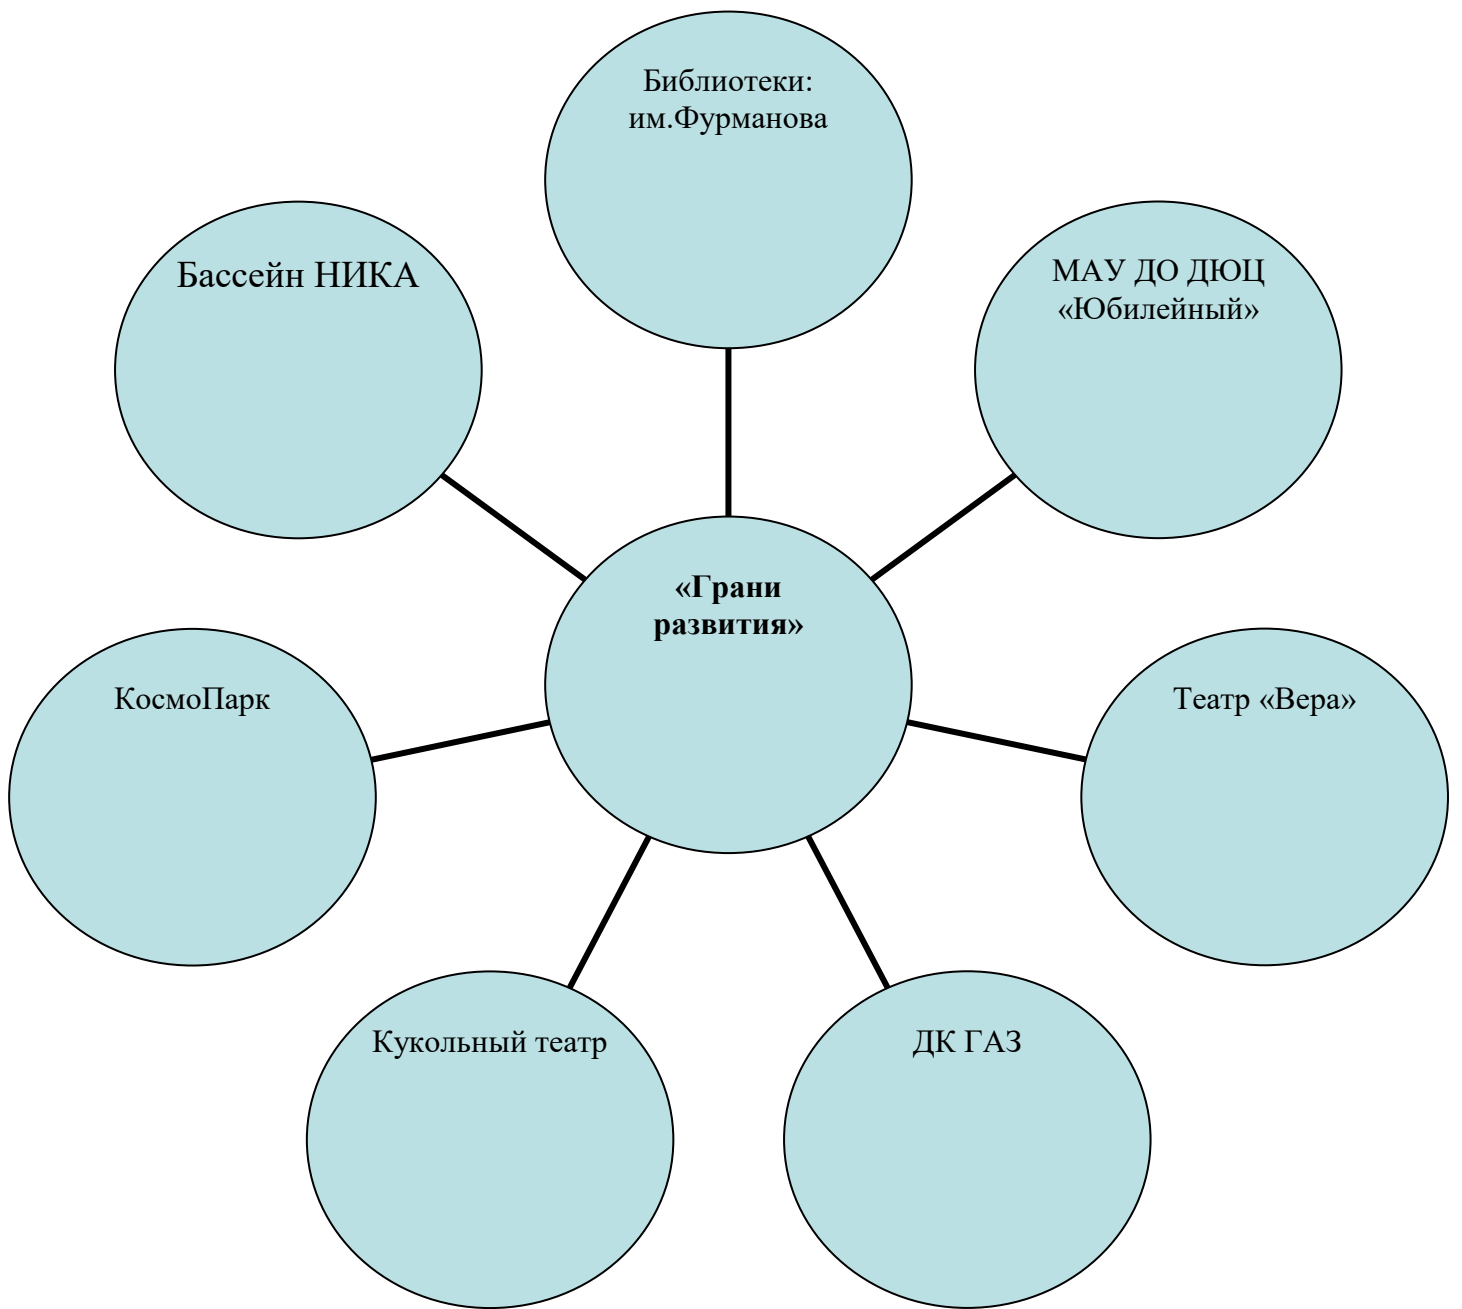 Библиотеки:
им.Фурманова
Бассейн НИКА
МАУ ДО ДЮЦ
«Юбилейный»
«Грани
развития»
КосмоПарк
Театр «Вера»
Кукольный театр
ДК ГАЗ